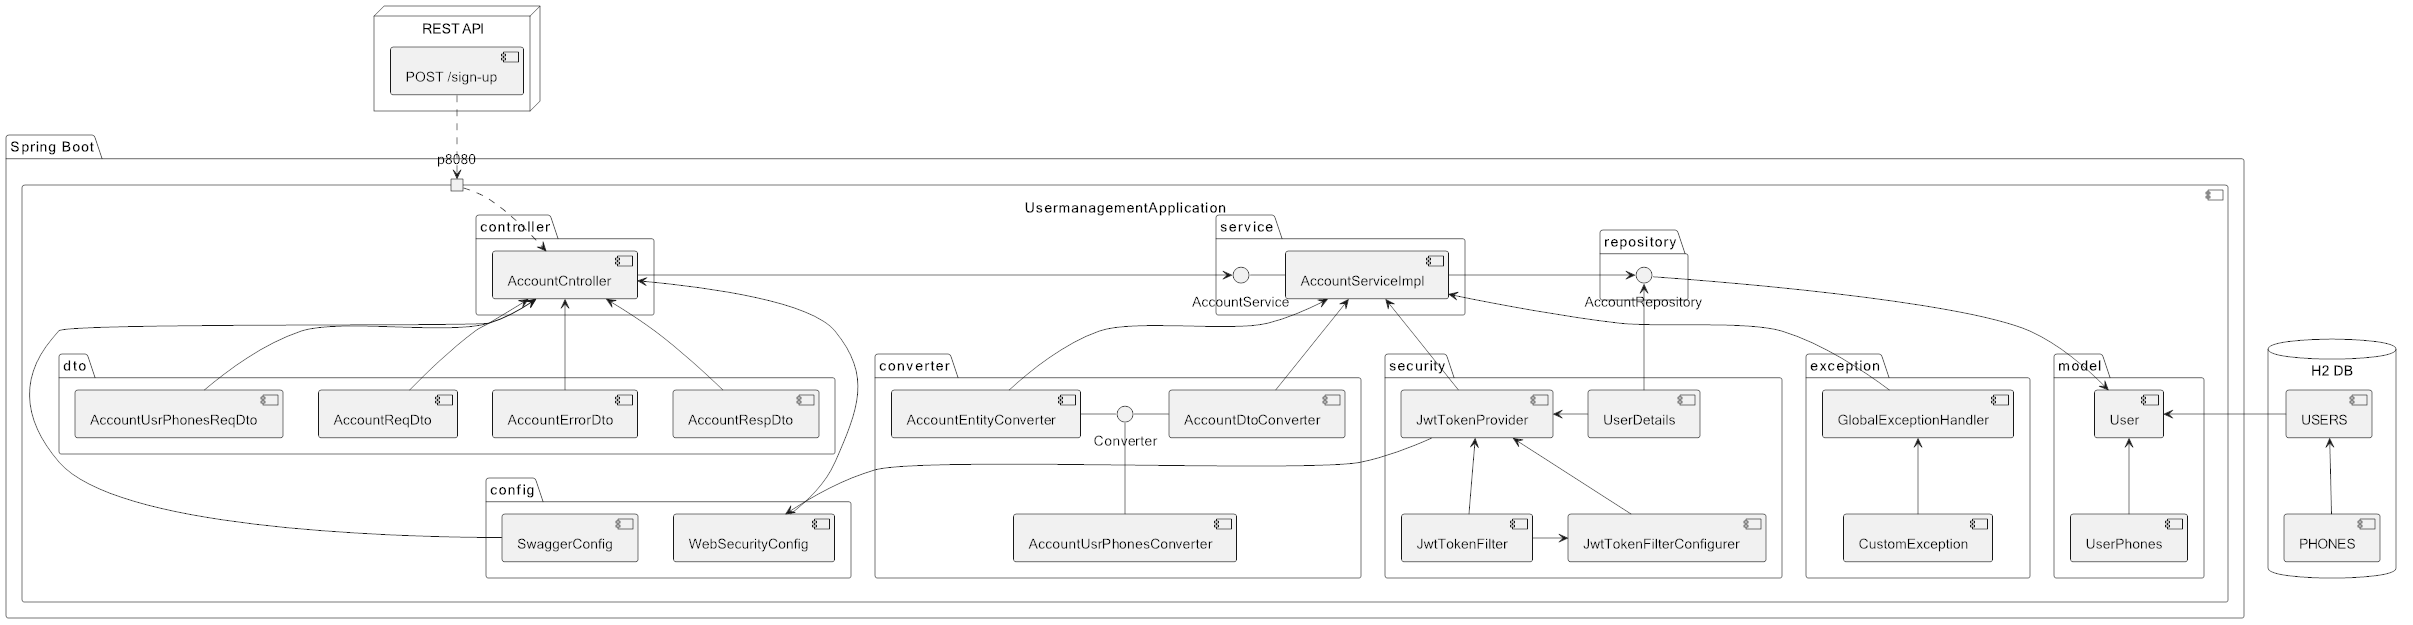 REST API
POST /sign-up
Spring Boot
p8080
UsermanagementApplication
controller
service
repository
AccountCntroller
AccountServiceImpl
AccountService
AccountRepository
dto
converter
security
exception
model
H2 DB
AccountUsrPhonesReqDto
AccountReqDto
AccountErrorDto
AccountRespDto
AccountEntityConverter
AccountDtoConverter
JwtTokenProvider
UserDetails
GlobalExceptionHandler
User
USERS
Converter
config
SwaggerConfig
WebSecurityConfig
AccountUsrPhonesConverter
JwtTokenFilter
JwtTokenFilterConfigurer
CustomException
UserPhones
PHONES